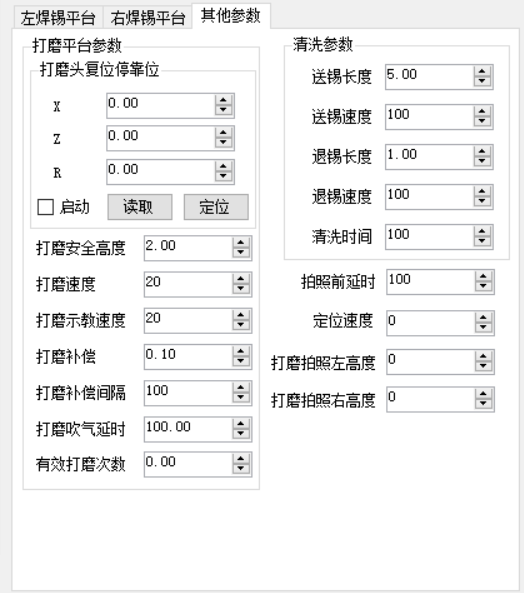 左焊锡平台 右焊锡平台 其他参数
打磨平台参数
打磨头复位停靠位
X 0.00
Z 0.00
R 0.00
启动 读取 定位
打磨安全高度 2.00
打磨速度 20
打磨示教速度 20
打磨补偿 0.10
打磨补偿间隔 100
打磨吹气延时 100.00
有效打磨次数 0.00
清洗参数
送锡长度 5.00
送锡速度 100
退锡长度 1.00
退锡速度 100
清洗时间 100
拍照前延时 100
定位速度 0
打磨拍照左高度 0
打磨拍照右高度 0